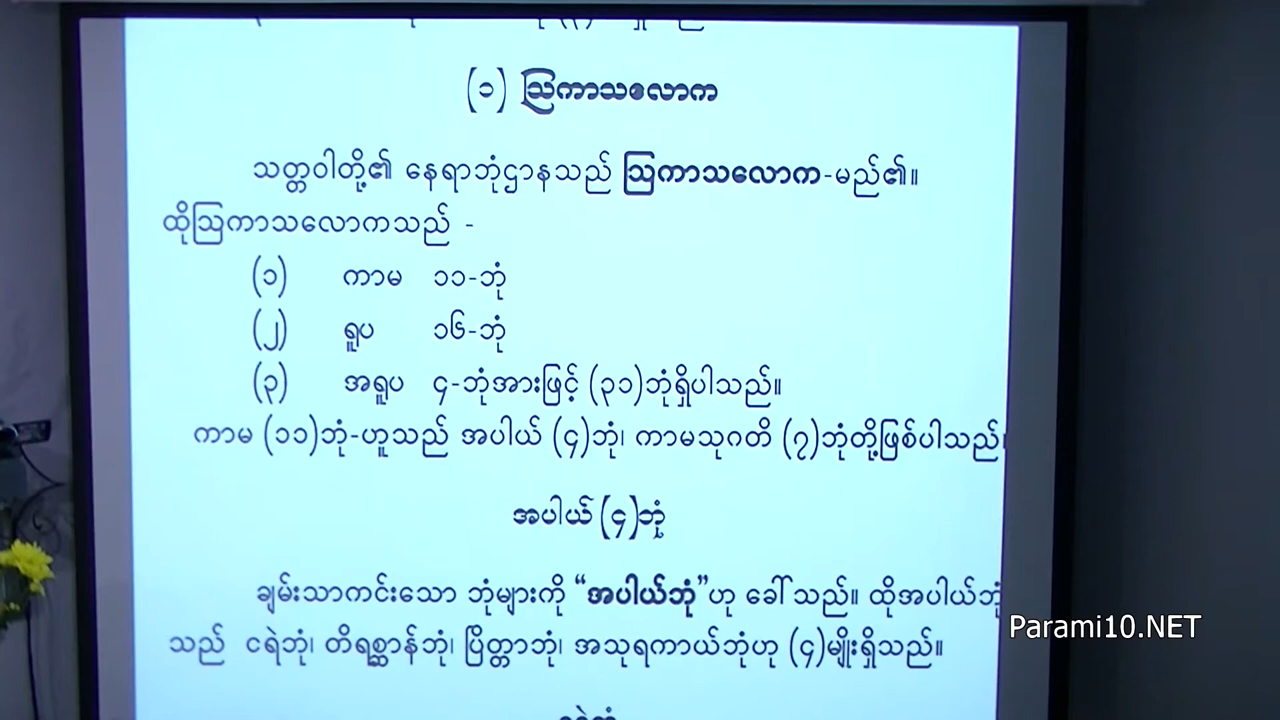 (၁) ဩကာသလောက
သတ္တဝါတို့၏ နေရာဘုံဌာနသည် ဩကာသလောက-မည်၏။
ထိုဩကာသလောကသည် -
(၁) ကာမ ၁၁-ဘုံ
(၂) ရူပ ၁၆-ဘုံ
(၃) အရူပ ၄-ဘုံအားဖြင့် (၃၁)ဘုံရှိပါသည်။
ကာမ (၁၁)ဘုံ-ဟူသည် အပါယ် (၄)ဘုံ၊ ကာမသုဂတိ (၇)ဘုံတို့ဖြစ်ပါသည်။
အပါယ် (၄)ဘုံ
ချမ်းသာကင်းသော ဘုံများကို “အပါယ်ဘုံ”ဟု ခေါ်သည်။ ထိုအပါယ်ဘုံ
သည် ငရဲဘုံ၊ တိရစ္ဆာန်ဘုံ၊ ပြိတ္တာဘုံ၊ အသုရကာယ်ဘုံဟု (၄)မျိုးရှိသည်။
Parami10.NET